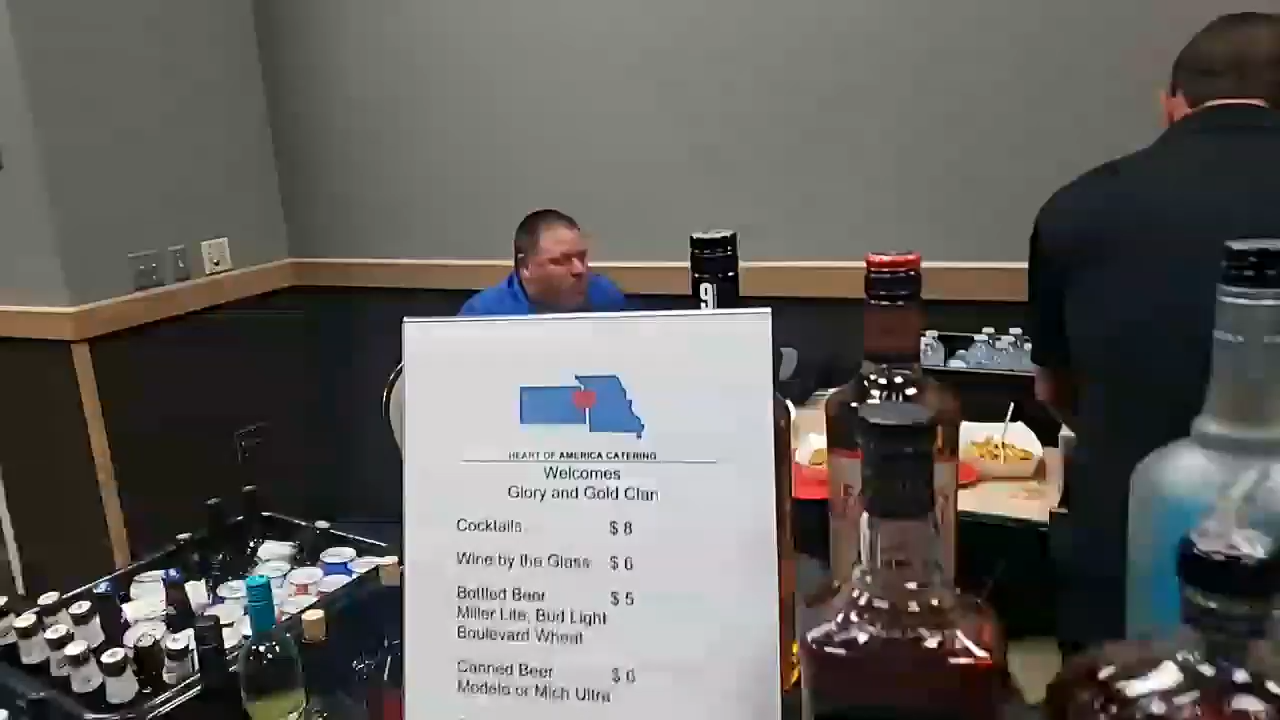 9
HEART OF AMERICA CATERING
Welcomes
Glory and Gold Clan
Cocktails $ 8
Wine by the Glass $ 6
Bottled Beer $ 5
Miller Lite, Bud Light
Boulevard Wheat
Canned Beer $ 6
Modelo or Mich Ultra